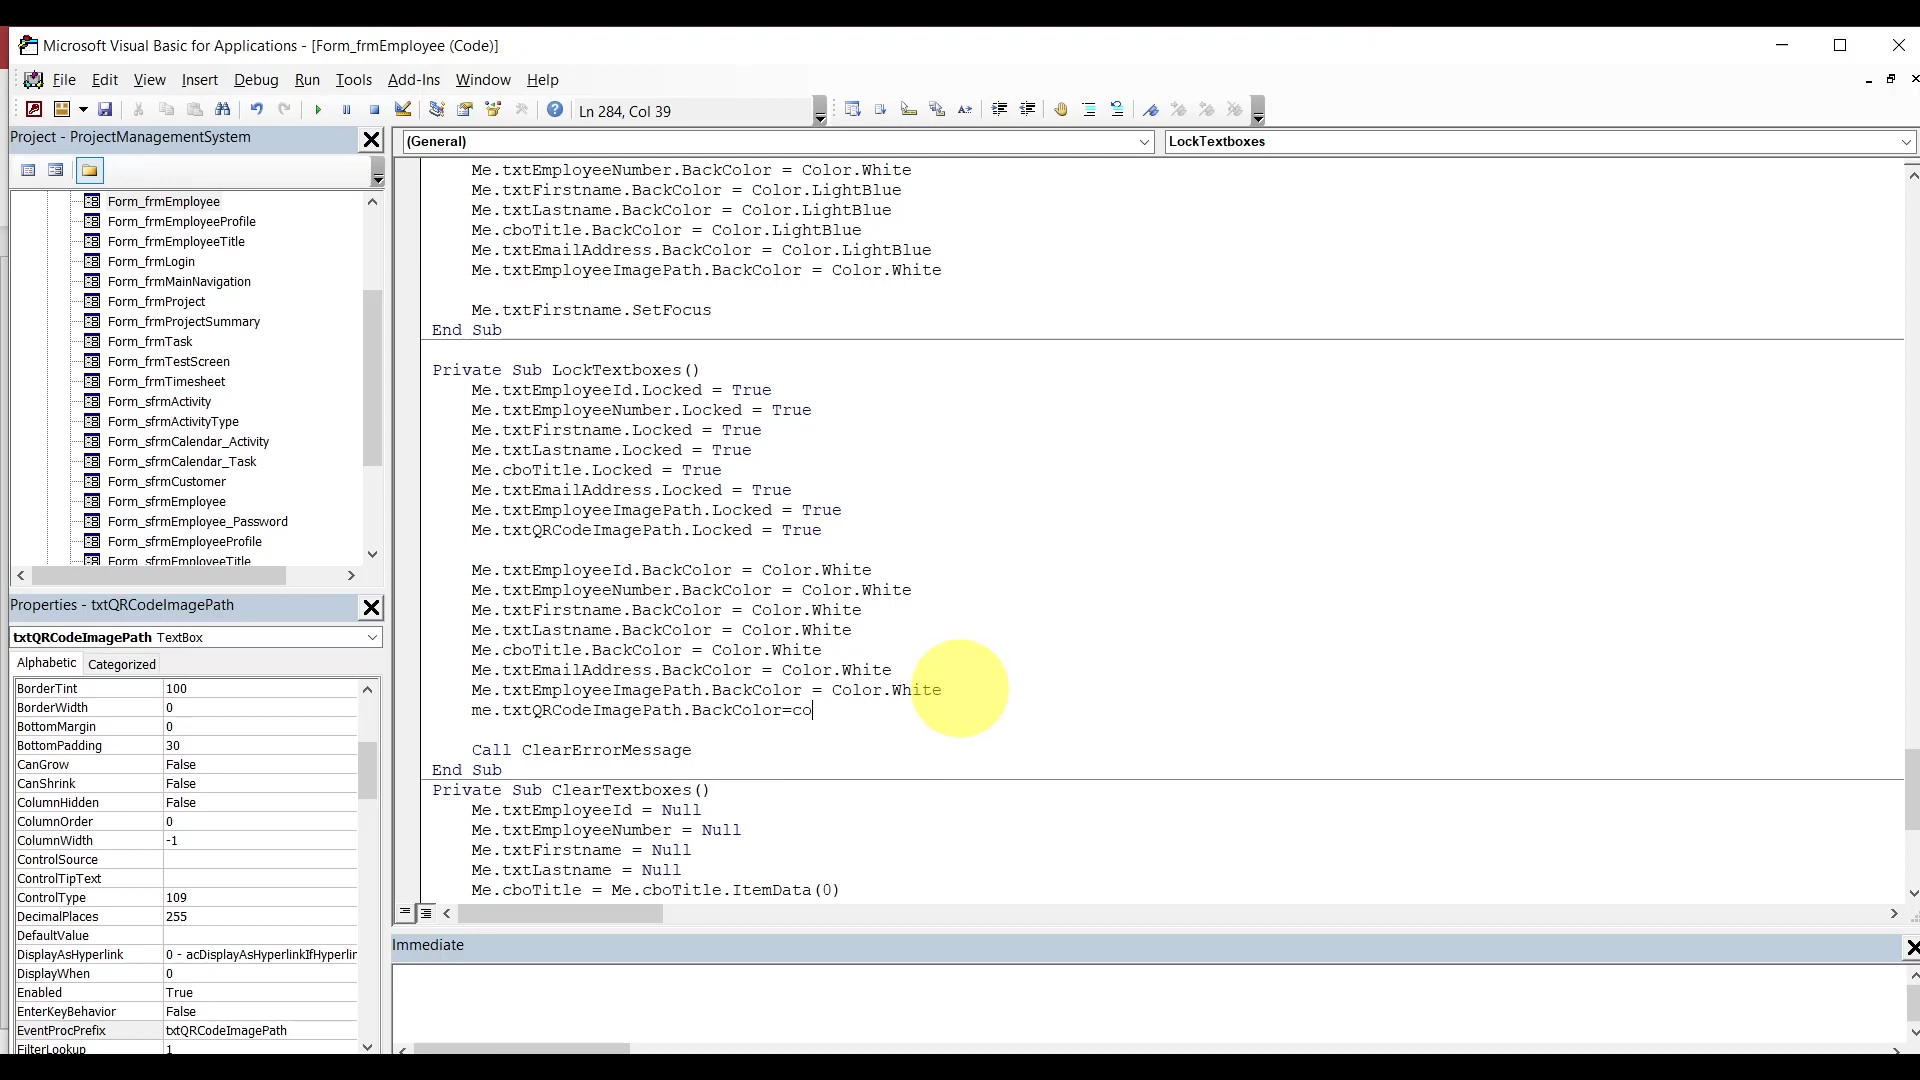 Microsoft Visual Basic for Applications - [Form_frmEmployee (Code)]
File Edit View Insert Debug Run Tools Add-Ins Window Help
Ln 284, Col 39
Project - ProjectManagementSystem
(General) LockTextboxes
Form_frmEmployee
Form_frmEmployeeProfile
Form_frmEmployeeTitle
Form_frmLogin
Form_frmMainNavigation
Form_frmProject
Form_frmProjectSummary
Form_frmTask
Form_frmTestScreen
Form_frmTimesheet
Form_sfrmActivity
Form_sfrmActivityType
Form_sfrmCalendar_Activity
Form_sfrmCalendar_Task
Form_sfrmCustomer
Form_sfrmEmployee
Form_sfrmEmployee_Password
Form_sfrmEmployeeProfile
Form_sfrmEmployeeTitle
Properties - txtQRCodeImagePath
txtQRCodeImagePath TextBox
Alphabetic Categorized
BorderTint 100
BorderWidth 0
BottomMargin 0
BottomPadding 30
CanGrow False
CanShrink False
ColumnHidden False
ColumnOrder 0
ColumnWidth -1
ControlSource
ControlTipText
ControlType 109
DecimalPlaces 255
DefaultValue
DisplayAsHyperlink 0 - acDisplayAsHyperlinkIfHyperlin
DisplayWhen 0
Enabled True
EnterKeyBehavior False
EventProcPrefix txtQRCodeImagePath
FilterLookup 1
Me.txtEmployeeNumber.BackColor = Color.White
Me.txtFirstname.BackColor = Color.LightBlue
Me.txtLastname.BackColor = Color.LightBlue
Me.cboTitle.BackColor = Color.LightBlue
Me.txtEmailAddress.BackColor = Color.LightBlue
Me.txtEmployeeImagePath.BackColor = Color.White
Me.txtFirstname.SetFocus
End Sub
Private Sub LockTextboxes()
Me.txtEmployeeId.Locked = True
Me.txtEmployeeNumber.Locked = True
Me.txtFirstname.Locked = True
Me.txtLastname.Locked = True
Me.cboTitle.Locked = True
Me.txtEmailAddress.Locked = True
Me.txtEmployeeImagePath.Locked = True
Me.txtQRCodeImagePath.Locked = True
Me.txtEmployeeId.BackColor = Color.White
Me.txtEmployeeNumber.BackColor = Color.White
Me.txtFirstname.BackColor = Color.White
Me.txtLastname.BackColor = Color.White
Me.cboTitle.BackColor = Color.White
Me.txtEmailAddress.BackColor = Color.White
Me.txtEmployeeImagePath.BackColor = Color.White
me.txtQRCodeImagePath.BackColor=co
Call ClearErrorMessage
End Sub
Private Sub ClearTextboxes()
Me.txtEmployeeId = Null
Me.txtEmployeeNumber = Null
Me.txtFirstname = Null
Me.txtLastname = Null
Me.cboTitle = Me.cboTitle.ItemData(0)
Immediate